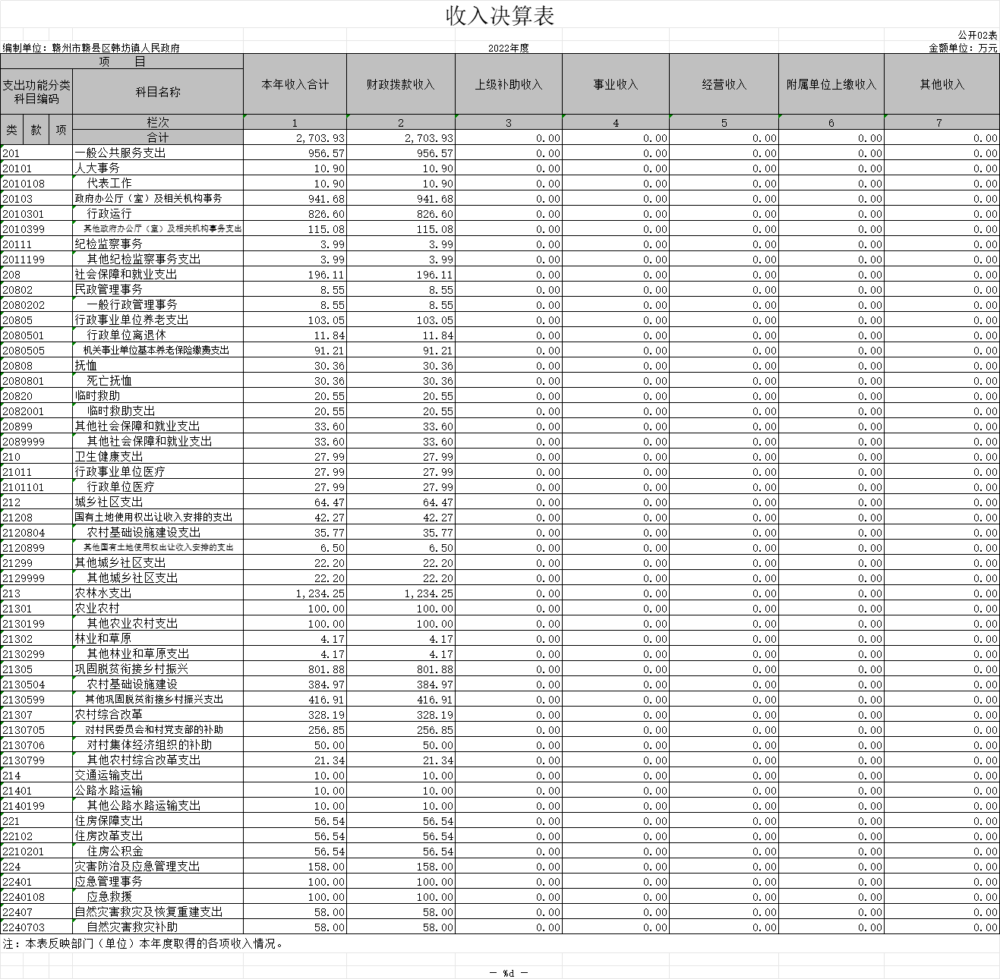 收入决算表
公开02表
编制单位：赣州市赣县区韩坊镇人民政府 2022年度 金额单位：万元
项 目 本年收入合计 财政拨款收入 上级补助收入 事业收入 经营收入 附属单位上缴收入 其他收入
支出功能分类科目编码 科目名称
类 款 项 栏次 1 2 3 4 5 6 7
合计 2,703.93 2,703.93 0.00 0.00 0.00 0.00 0.00
201 一般公共服务支出 956.57 956.57 0.00 0.00 0.00 0.00 0.00
20101 人大事务 10.90 10.90 0.00 0.00 0.00 0.00 0.00
2010108 代表工作 10.90 10.90 0.00 0.00 0.00 0.00 0.00
20103 政府办公厅（室）及相关机构事务 941.68 941.68 0.00 0.00 0.00 0.00 0.00
2010301 行政运行 826.60 826.60 0.00 0.00 0.00 0.00 0.00
2010399 其他政府办公厅（室）及相关机构事务支出 115.08 115.08 0.00 0.00 0.00 0.00 0.00
20111 纪检监察事务 3.99 3.99 0.00 0.00 0.00 0.00 0.00
2011199 其他纪检监察事务支出 3.99 3.99 0.00 0.00 0.00 0.00 0.00
208 社会保障和就业支出 196.11 196.11 0.00 0.00 0.00 0.00 0.00
20802 民政管理事务 8.55 8.55 0.00 0.00 0.00 0.00 0.00
2080202 一般行政管理事务 8.55 8.55 0.00 0.00 0.00 0.00 0.00
20805 行政事业单位养老支出 103.05 103.05 0.00 0.00 0.00 0.00 0.00
2080501 行政单位离退休 11.84 11.84 0.00 0.00 0.00 0.00 0.00
2080505 机关事业单位基本养老保险缴费支出 91.21 91.21 0.00 0.00 0.00 0.00 0.00
20808 抚恤 30.36 30.36 0.00 0.00 0.00 0.00 0.00
2080801 死亡抚恤 30.36 30.36 0.00 0.00 0.00 0.00 0.00
20820 临时救助 20.55 20.55 0.00 0.00 0.00 0.00 0.00
2082001 临时救助支出 20.55 20.55 0.00 0.00 0.00 0.00 0.00
20899 其他社会保障和就业支出 33.60 33.60 0.00 0.00 0.00 0.00 0.00
2089999 其他社会保障和就业支出 33.60 33.60 0.00 0.00 0.00 0.00 0.00
210 卫生健康支出 27.99 27.99 0.00 0.00 0.00 0.00 0.00
21011 行政事业单位医疗 27.99 27.99 0.00 0.00 0.00 0.00 0.00
2101101 行政单位医疗 27.99 27.99 0.00 0.00 0.00 0.00 0.00
212 城乡社区支出 64.47 64.47 0.00 0.00 0.00 0.00 0.00
21208 国有土地使用权出让收入安排的支出 42.27 42.27 0.00 0.00 0.00 0.00 0.00
2120804 农村基础设施建设支出 35.77 35.77 0.00 0.00 0.00 0.00 0.00
2120899 其他国有土地使用权出让收入安排的支出 6.50 6.50 0.00 0.00 0.00 0.00 0.00
21299 其他城乡社区支出 22.20 22.20 0.00 0.00 0.00 0.00 0.00
2129999 其他城乡社区支出 22.20 22.20 0.00 0.00 0.00 0.00 0.00
213 农林水支出 1,234.25 1,234.25 0.00 0.00 0.00 0.00 0.00
21301 农业农村 100.00 100.00 0.00 0.00 0.00 0.00 0.00
2130199 其他农业农村支出 100.00 100.00 0.00 0.00 0.00 0.00 0.00
21302 林业和草原 4.17 4.17 0.00 0.00 0.00 0.00 0.00
2130299 其他林业和草原支出 4.17 4.17 0.00 0.00 0.00 0.00 0.00
21305 巩固脱贫衔接乡村振兴 801.88 801.88 0.00 0.00 0.00 0.00 0.00
2130504 农村基础设施建设 384.97 384.97 0.00 0.00 0.00 0.00 0.00
2130599 其他巩固脱贫衔接乡村振兴支出 416.91 416.91 0.00 0.00 0.00 0.00 0.00
21307 农村综合改革 328.19 328.19 0.00 0.00 0.00 0.00 0.00
2130705 对村民委员会和村党支部的补助 256.85 256.85 0.00 0.00 0.00 0.00 0.00
2130706 对村集体经济组织的补助 50.00 50.00 0.00 0.00 0.00 0.00 0.00
2130799 其他农村综合改革支出 21.34 21.34 0.00 0.00 0.00 0.00 0.00
214 交通运输支出 10.00 10.00 0.00 0.00 0.00 0.00 0.00
21401 公路水路运输 10.00 10.00 0.00 0.00 0.00 0.00 0.00
2140199 其他公路水路运输支出 10.00 10.00 0.00 0.00 0.00 0.00 0.00
221 住房保障支出 56.54 56.54 0.00 0.00 0.00 0.00 0.00
22102 住房改革支出 56.54 56.54 0.00 0.00 0.00 0.00 0.00
2210201 住房公积金 56.54 56.54 0.00 0.00 0.00 0.00 0.00
224 灾害防治及应急管理支出 158.00 158.00 0.00 0.00 0.00 0.00 0.00
22401 应急管理事务 100.00 100.00 0.00 0.00 0.00 0.00 0.00
2240108 应急救援 100.00 100.00 0.00 0.00 0.00 0.00 0.00
22407 自然灾害救灾及恢复重建支出 58.00 58.00 0.00 0.00 0.00 0.00 0.00
2240703 自然灾害救灾补助 58.00 58.00 0.00 0.00 0.00 0.00 0.00
注：本表反映部门（单位）本年度取得的各项收入情况。
— %d —